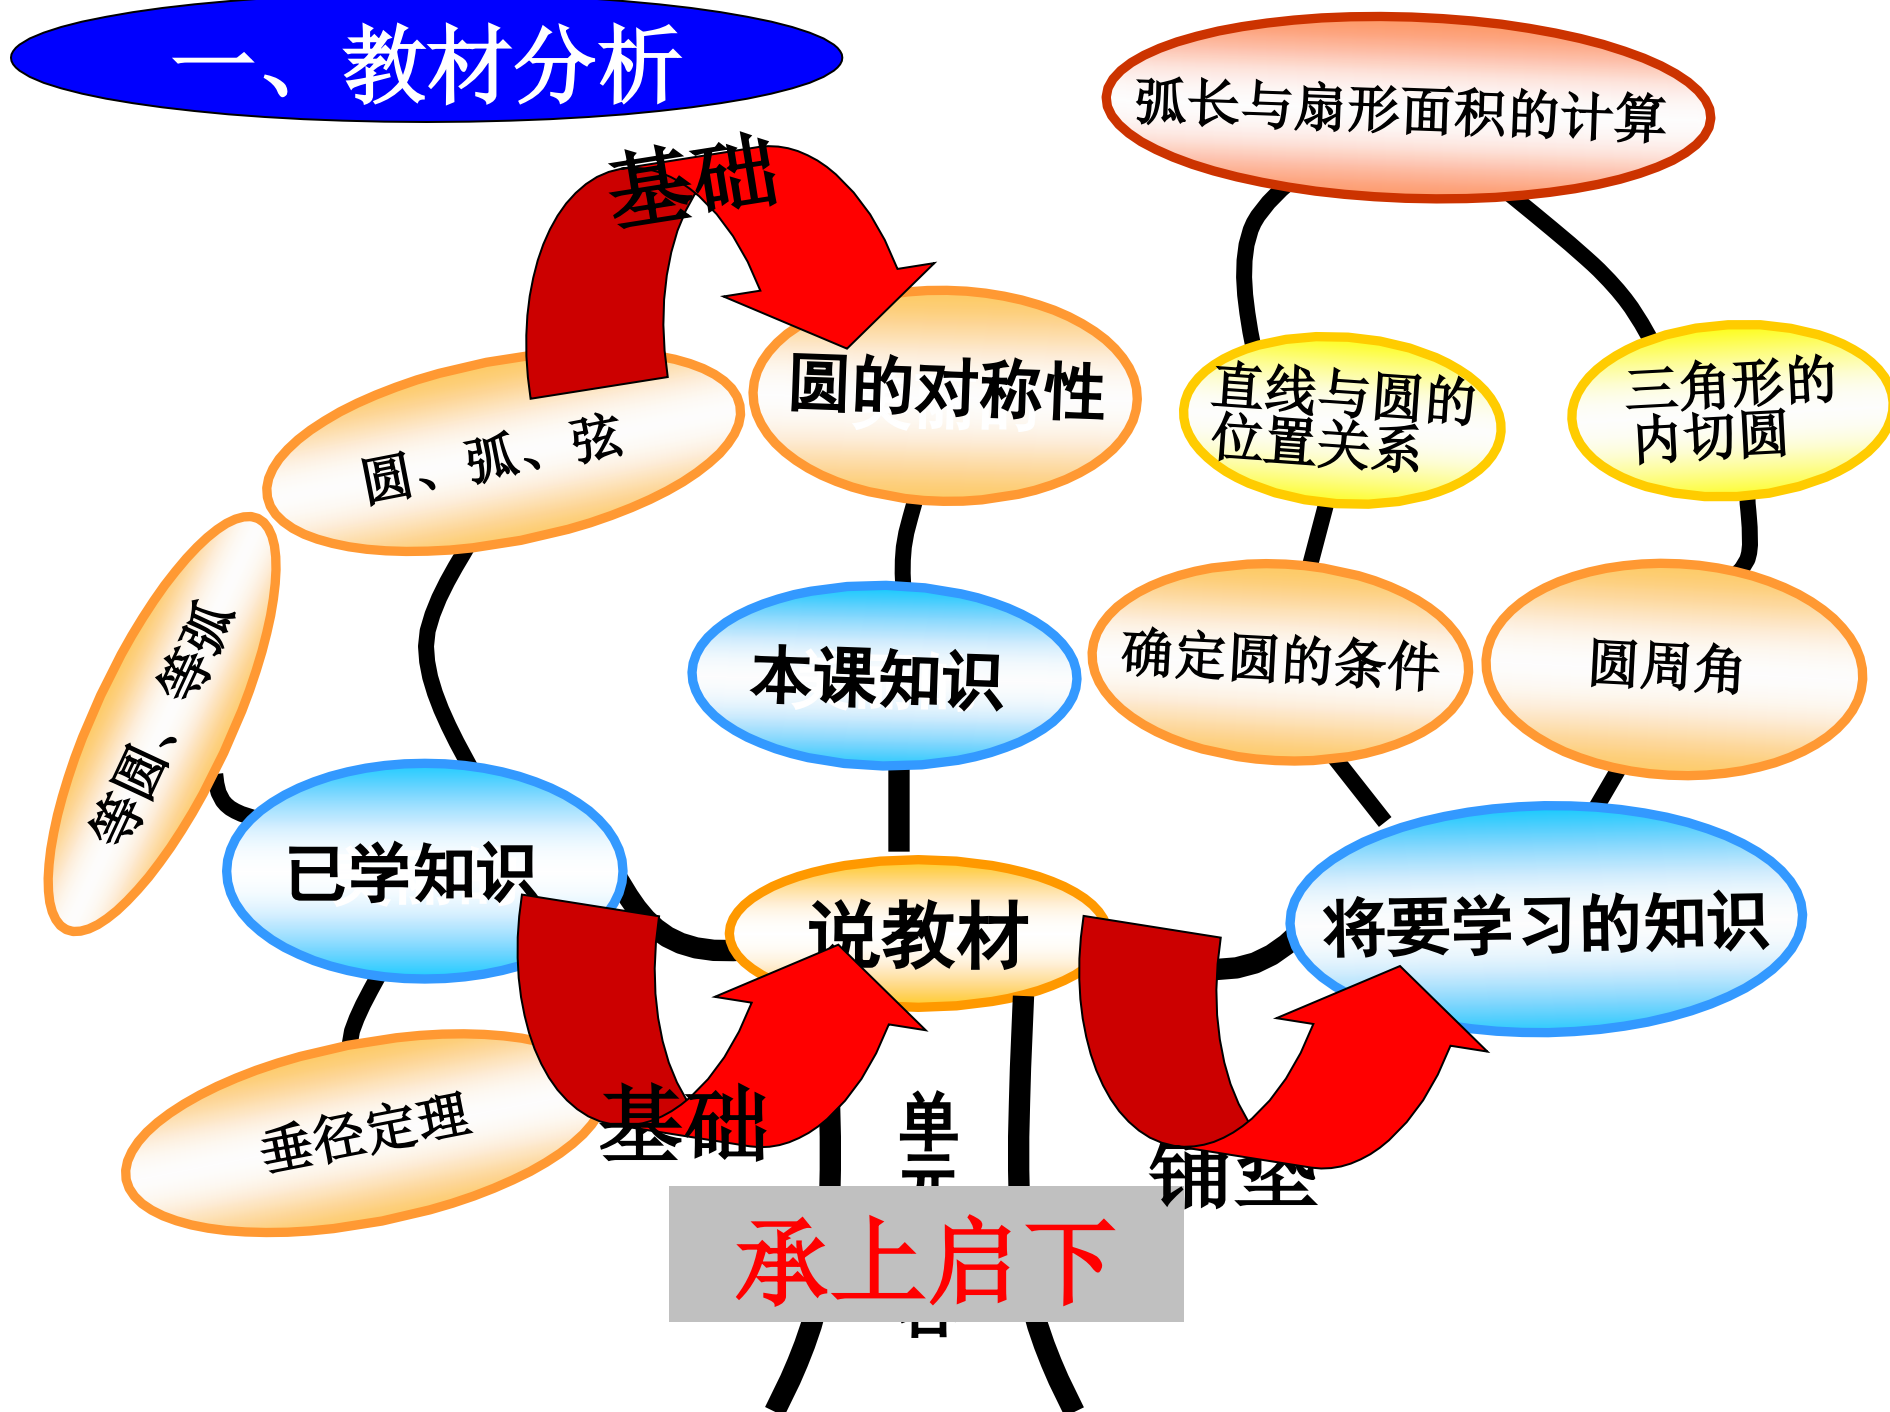 一、教材分析
弧长与扇形面积的计算
基础
圆的对称性
直线与圆的
位置关系
三角形的
内切圆
圆、弧、弦
等圆、等弧
本课知识
确定圆的条件
圆周角
已学知识
说教材
将要学习的知识
垂径定理
基础
单
元
铺垫
承上启下